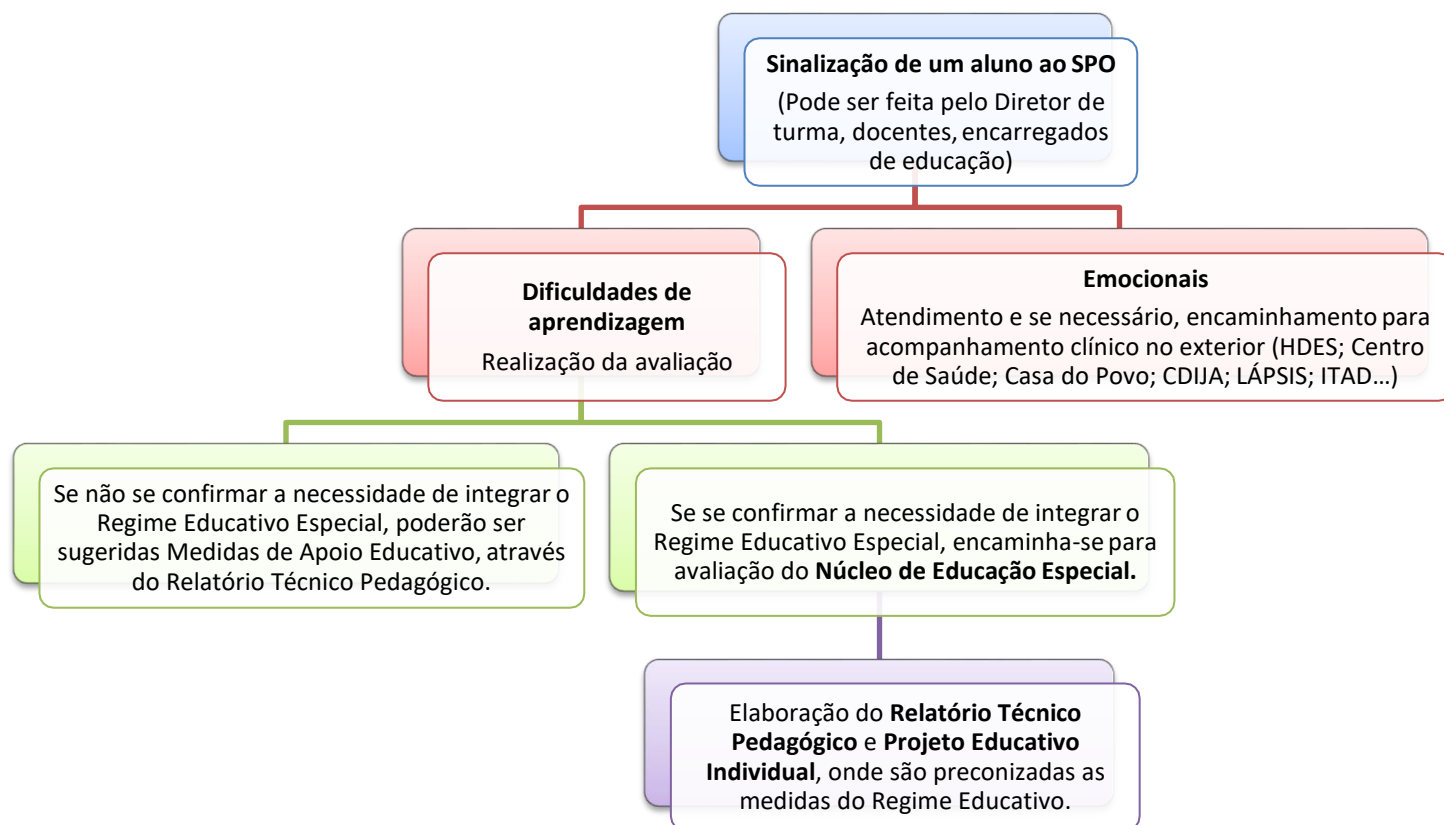 Sinalização de um aluno ao SPO
(Pode ser feita pelo Diretor de
turma, docentes, encarregados
de educação)
Dificuldades de
aprendizagem
Realização da avaliação
Emocionais
Atendimento e se necessário, encaminhamento para
acompanhamento clínico no exterior (HDES; Centro
de Saúde; Casa do Povo; CDIJA; LÁPSIS; ITAD...)
Se não se confirmar a necessidade de integrar o
Regime Educativo Especial, poderão ser
sugeridas Medidas de Apoio Educativo, através
do Relatório Técnico Pedagógico.
Se se confirmar a necessidade de integrar o
Regime Educativo Especial, encaminha-se para
avaliação do Núcleo de Educação Especial.
Elaboração do Relatório Técnico
Pedagógico e Projeto Educativo
Individual, onde são preconizadas as
medidas do Regime Educativo.